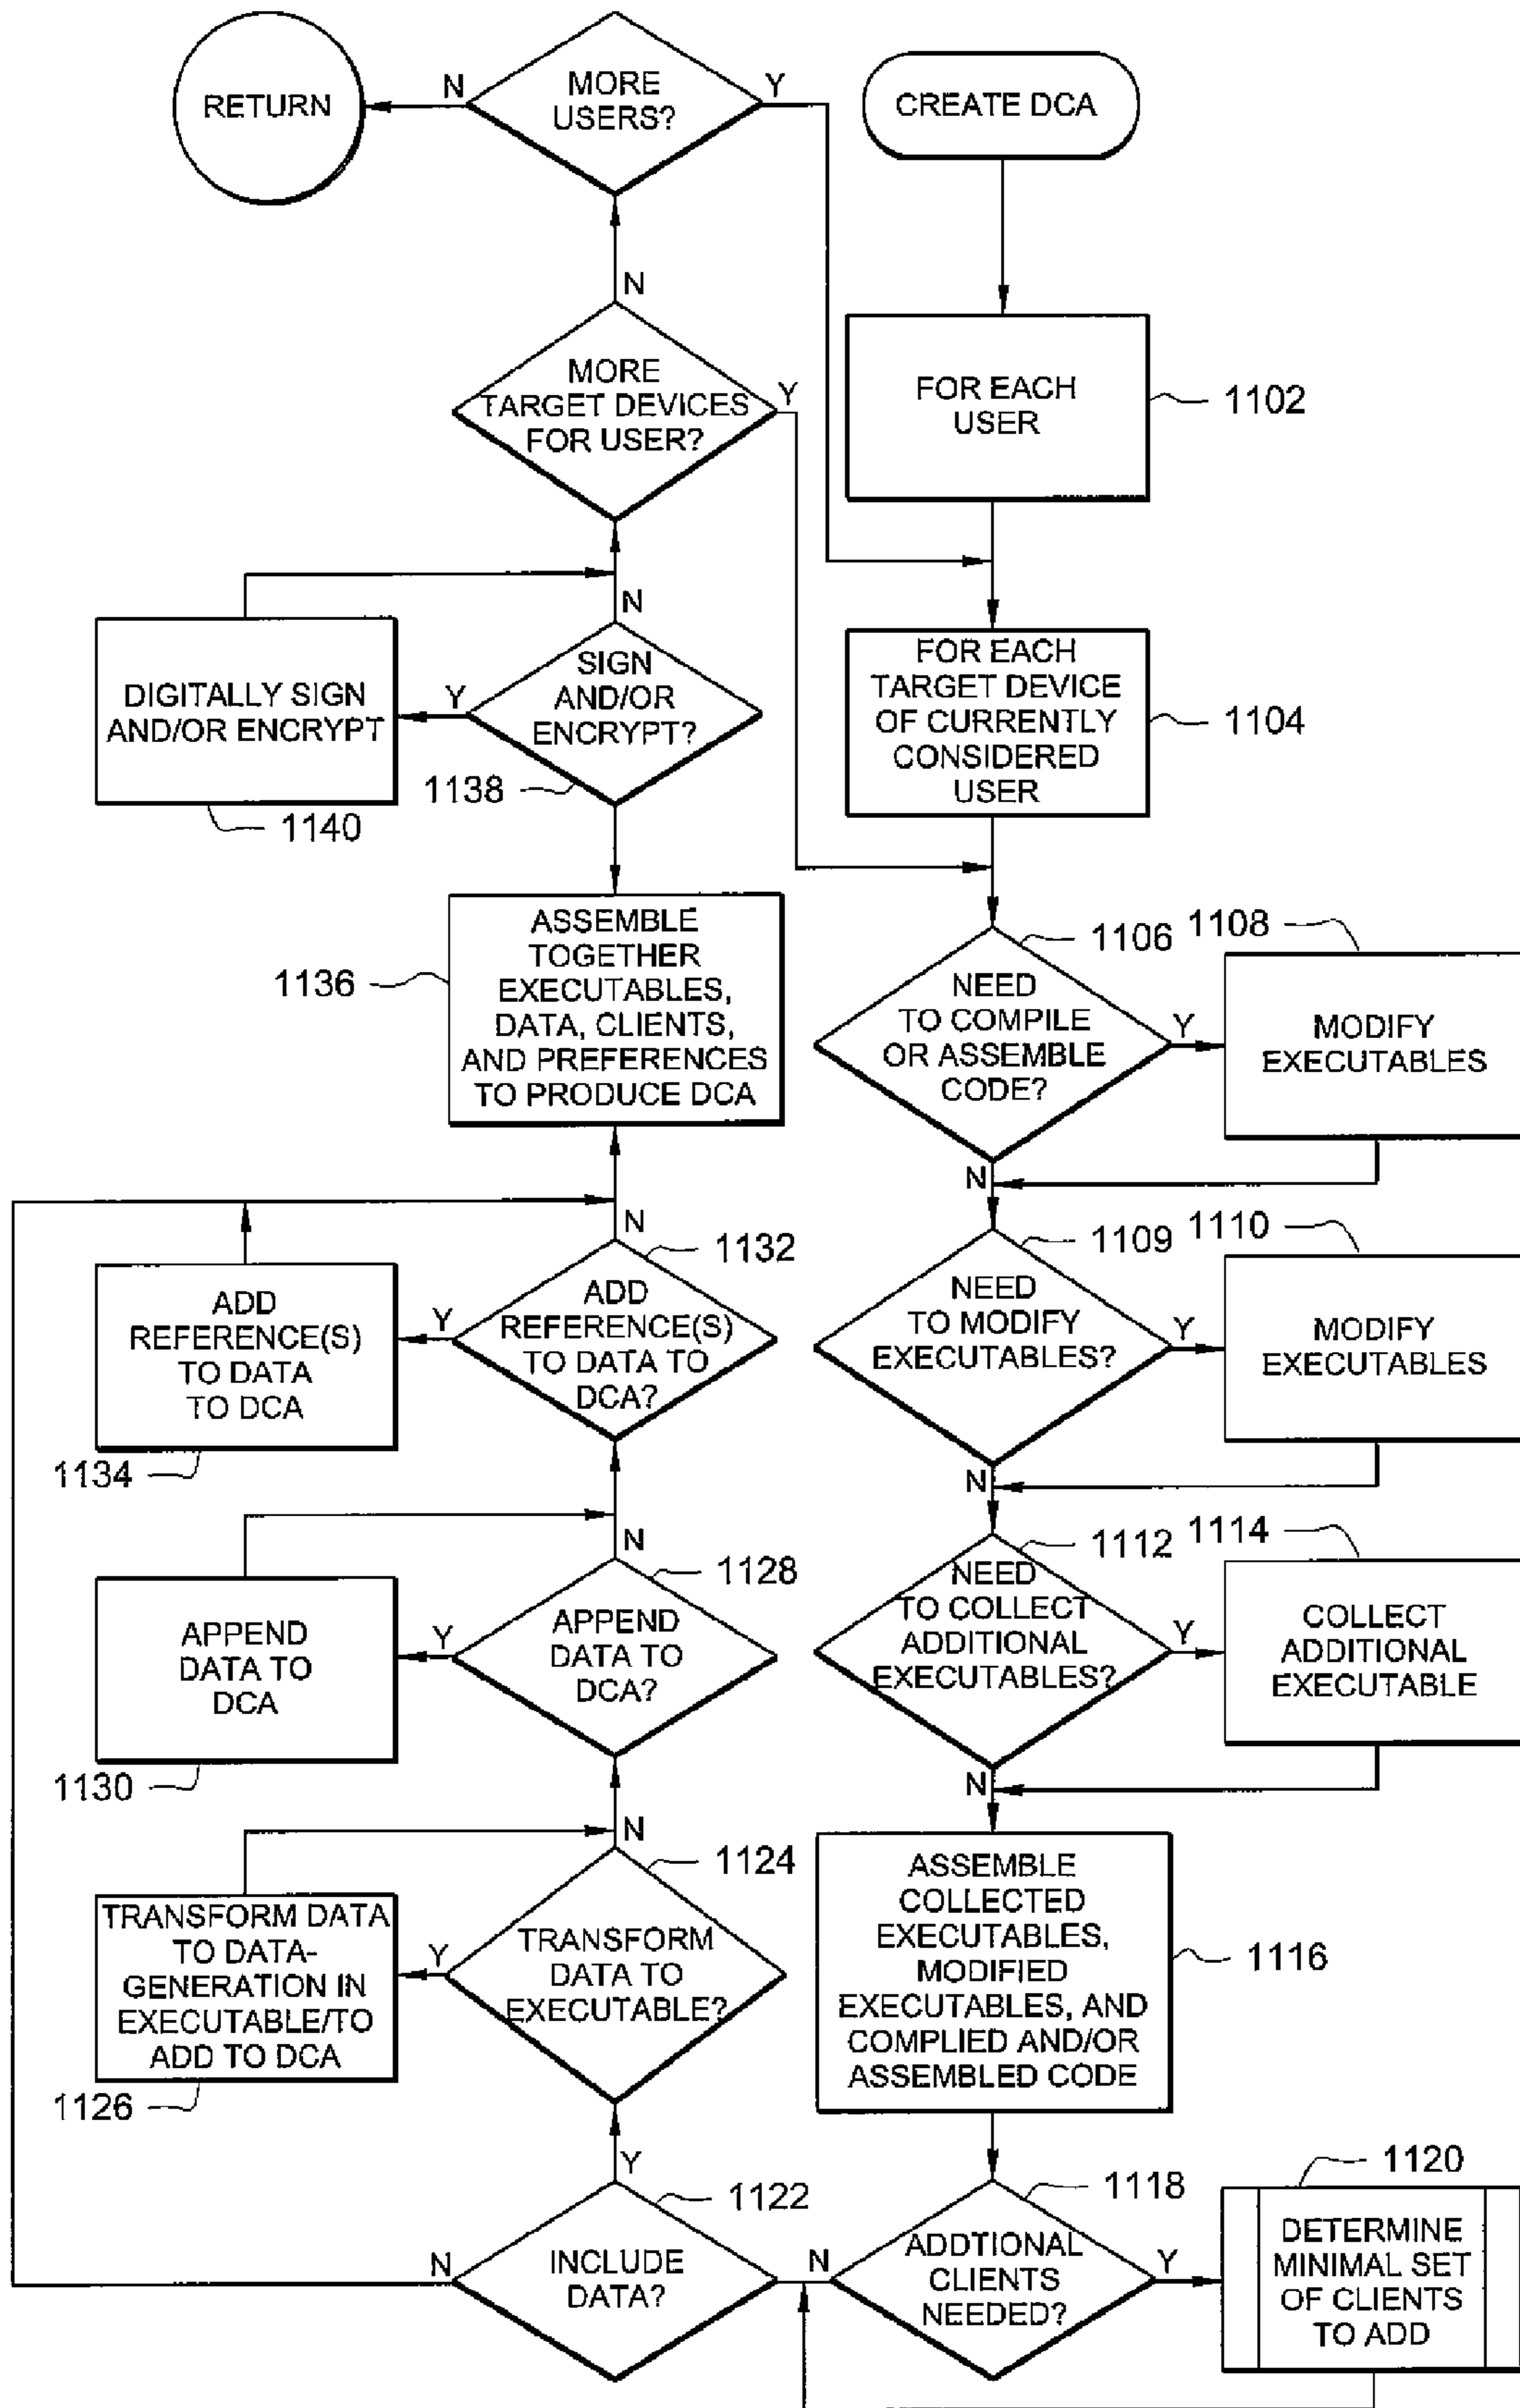 RETURN
N
MORE
USERS?
Y
CREATE DCA
N
MORE
TARGET DEVICES
FOR USER?
Y
FOR EACH
USER
1102
N
DIGITALLY SIGN
AND/OR ENCRYPT
1140
Y
SIGN
AND/OR
ENCRYPT?
1138
FOR EACH
TARGET DEVICE
OF CURRENTLY
CONSIDERED
USER
1104
1136
ASSEMBLE
TOGETHER
EXECUTABLES,
DATA, CLIENTS,
AND PREFERENCES
TO PRODUCE DCA
1106
NEED
TO COMPILE
OR ASSEMBLE
CODE?
Y
N
1108
MODIFY
EXECUTABLES
N
1132
ADD
REFERENCE(S)
TO DATA TO
DCA?
Y
ADD
REFERENCE(S)
TO DATA
TO DCA
1134
1109
NEED
TO MODIFY
EXECUTABLES?
Y
N
1110
MODIFY
EXECUTABLES
N
1128
APPEND
DATA TO
DCA?
Y
APPEND
DATA TO
DCA
1130
1112
NEED
TO COLLECT
ADDITIONAL
EXECUTABLES?
Y
N
1114
COLLECT
ADDITIONAL
EXECUTABLE
N
1124
TRANSFORM
DATA TO
EXECUTABLE?
Y
TRANSFORM DATA
TO DATA-
GENERATION IN
EXECUTABLE/TO
ADD TO DCA
1126
ASSEMBLE
COLLECTED
EXECUTABLES,
MODIFIED
EXECUTABLES, AND
COMPLIED AND/OR
ASSEMBLED CODE
1116
Y
1122
N
INCLUDE
DATA?
1118
N
ADDTIONAL
CLIENTS
NEEDED?
Y
1120
DETERMINE
MINIMAL SET
OF CLIENTS
TO ADD